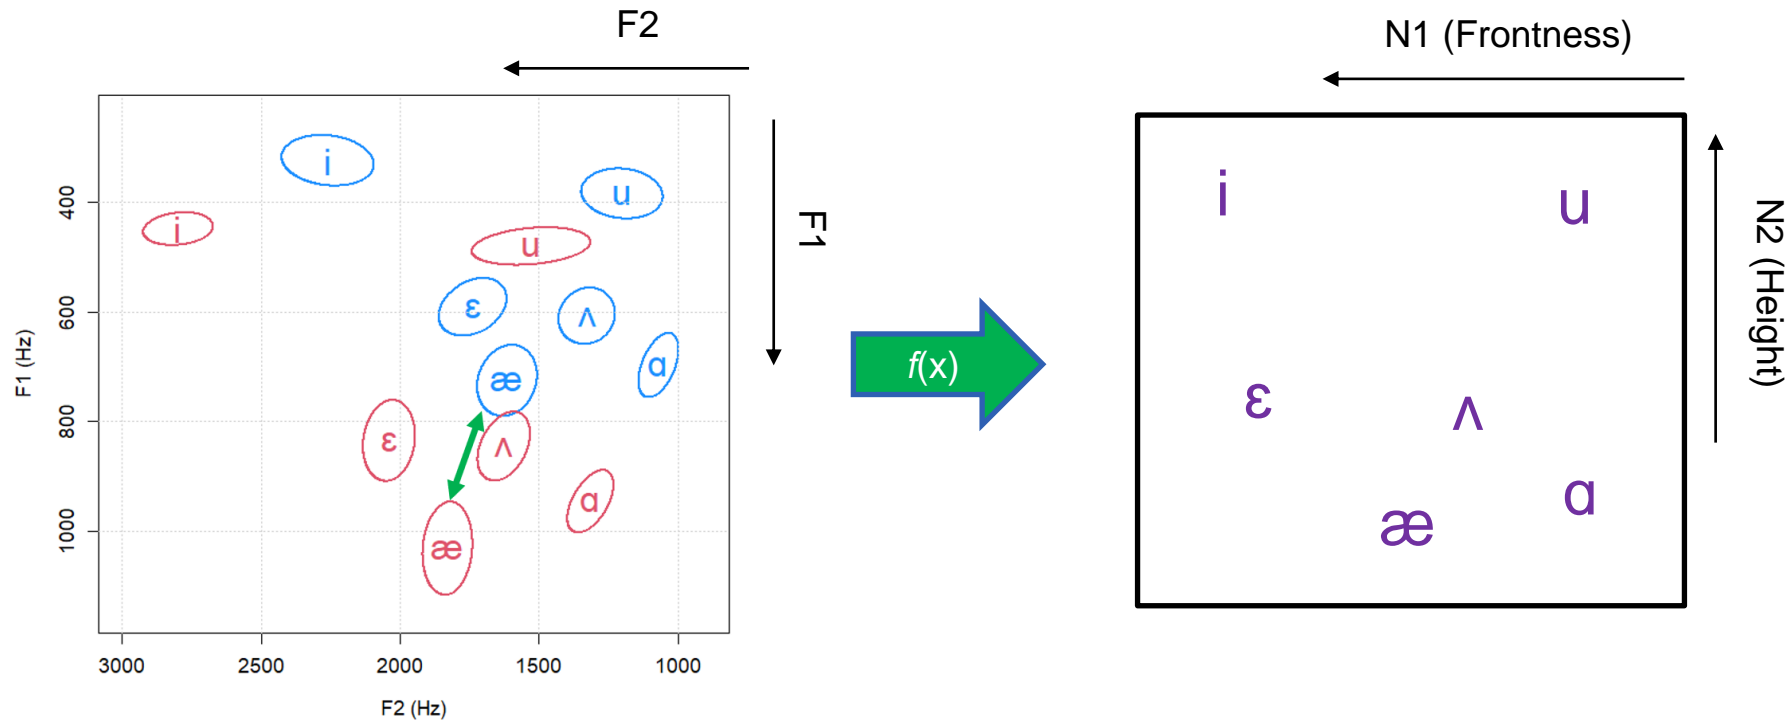 F2
N1 (Frontness)
i
u
i
u
ε
ʌ
ɑ
æ
ε
ʌ
ɑ
æ
400
600
800
1000
F1 (Hz)
3000 2500 2000 1500 1000
F2 (Hz)
F1
f(x)
i
u
ε
ʌ
ɑ
æ
N2 (Height)